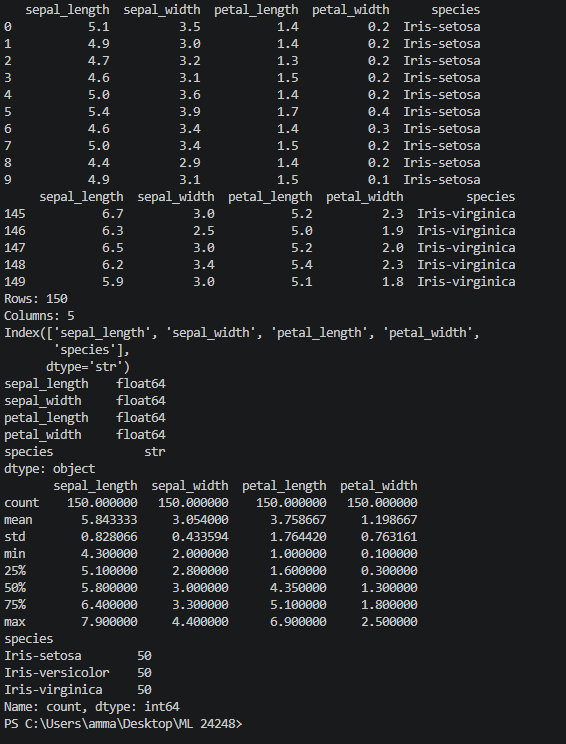 sepal_length  sepal_width  petal_length  petal_width      species
0           5.1          3.5           1.4          0.2  Iris-setosa
1           4.9          3.0           1.4          0.2  Iris-setosa
2           4.7          3.2           1.3          0.2  Iris-setosa
3           4.6          3.1           1.5          0.2  Iris-setosa
4           5.0          3.6           1.4          0.2  Iris-setosa
5           5.4          3.9           1.7          0.4  Iris-setosa
6           4.6          3.4           1.4          0.3  Iris-setosa
7           5.0          3.4           1.5          0.2  Iris-setosa
8           4.4          2.9           1.4          0.2  Iris-setosa
9           4.9          3.1           1.5          0.1  Iris-setosa
     sepal_length  sepal_width  petal_length  petal_width         species
145           6.7          3.0           5.2          2.3  Iris-virginica
146           6.3          2.5           5.0          1.9  Iris-virginica
147           6.5          3.0           5.2          2.0  Iris-virginica
148           6.2          3.4           5.4          2.3  Iris-virginica
149           5.9          3.0           5.1          1.8  Iris-virginica
Rows: 150
Columns: 5
Index(['sepal_length', 'sepal_width', 'petal_length', 'petal_width',
       'species'],
      dtype='str')
sepal_length    float64
sepal_width     float64
petal_length    float64
petal_width     float64
species             str
dtype: object
       sepal_length  sepal_width  petal_length  petal_width
count    150.000000   150.000000    150.000000   150.000000
mean       5.843333     3.054000      3.758667     1.198667
std        0.828066     0.433594      1.764420     0.763161
min        4.300000     2.000000      1.000000     0.100000
25%        5.100000     2.800000      1.600000     0.300000
50%        5.800000     3.000000      4.350000     1.300000
75%        6.400000     3.300000      5.100000     1.800000
max        7.900000     4.400000      6.900000     2.500000
species
Iris-setosa        50
Iris-versicolor    50
Iris-virginica     50
Name: count, dtype: int64
PS C:\Users\amma\Desktop\ML 24248>